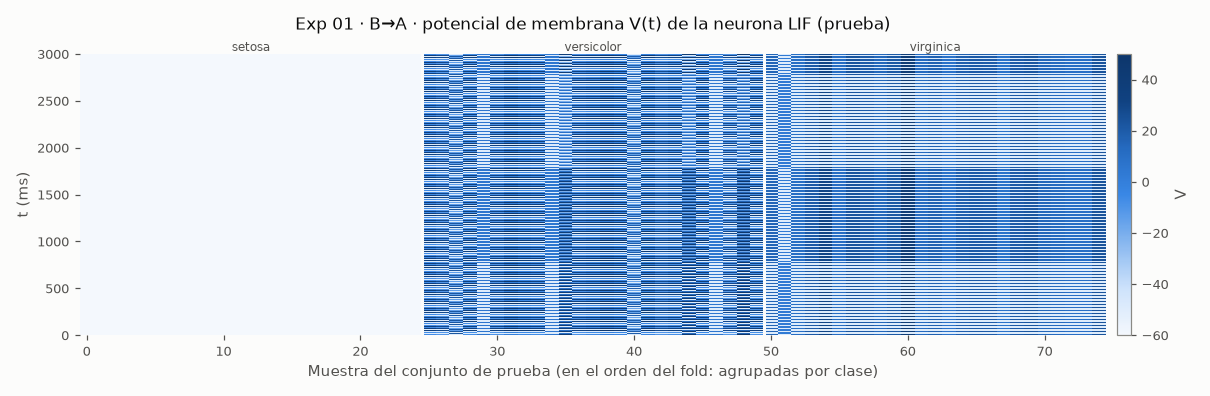 Exp 01 · B→A · potencial de membrana V(t) de la neurona LIF (prueba)
setosa versicolor virginica
3000
2500
2000
1500
1000
500
0
t (ms)
0 10 20 30 40 50 60 70
Muestra del conjunto de prueba (en el orden del fold: agrupadas por clase)
40
20
0
−20
−40
−60
V